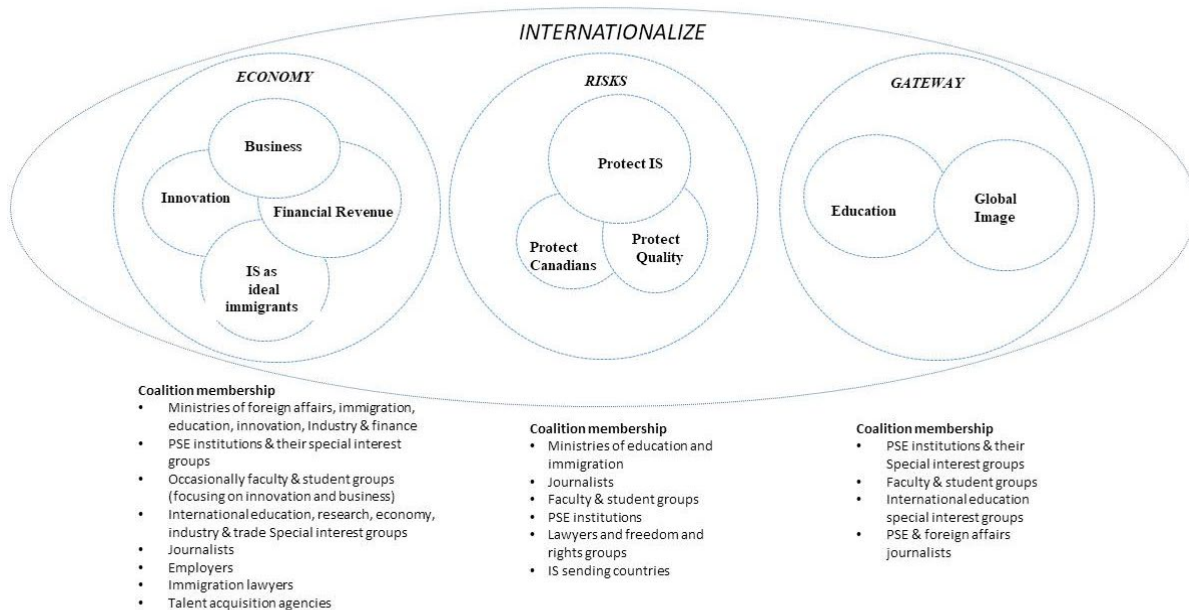 INTERNATIONALIZE
ECONOMY
Business
Innovation
Financial Revenue
IS as
ideal
immigrants
RISKS
Protect IS
Protect
Canadians
Protect
Quality
GATEWAY
Education
Global
Image
Coalition membership
• Ministries of foreign affairs, immigration,
education, innovation, Industry & finance
• PSE institutions & their special interest
groups
• Occasionally faculty & student groups
(focusing on innovation and business)
• International education, research, economy,
industry & trade Special interest groups
• Journalists
• Employers
• Immigration lawyers
• Talent acquisition agencies
Coalition membership
• Ministries of education and
immigration
• Journalists
• Faculty & student groups
• PSE institutions
• Lawyers and freedom and
rights groups
• IS sending countries
Coalition membership
• PSE institutions & their
Special interest groups
• Faculty & student groups
• International education
special interest groups
• PSE & foreign affairs
journalists